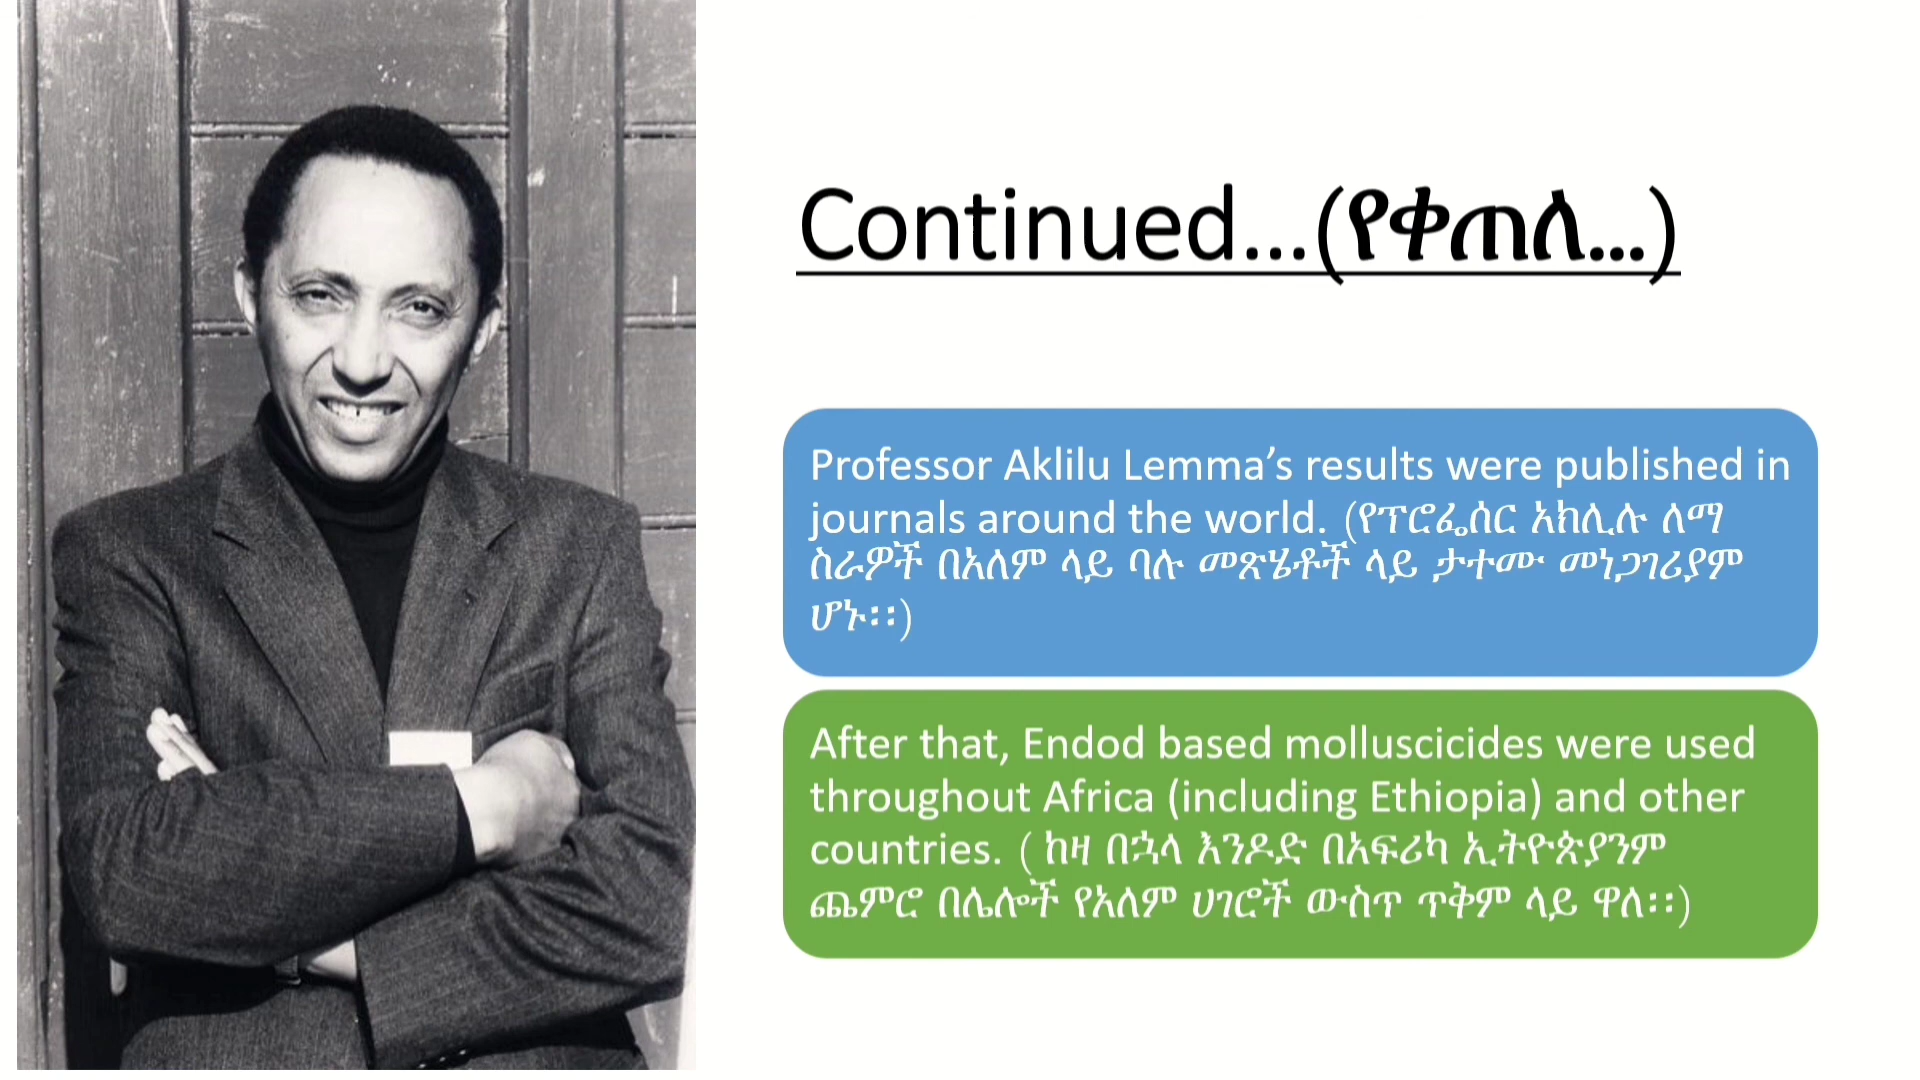 Continued...(የቀጠለ...)
Professor Aklilu Lemma’s results were published in
journals around the world. (የፕሮፌሰር አክሊሉ ለማ
ስራዎች በአለም ላይ ባሉ መጽሄቶች ላይ ታተሙ መነጋገሪያም
ሆኑ፡፡)
After that, Endod based molluscicides were used
throughout Africa (including Ethiopia) and other
countries. ( ከዛ በኋላ እንዶድ በአፍሪካ ኢትዮጵያንም
ጨምሮ በሌሎች የአለም ሀገሮች ውስጥ ጥቅም ላይ ዋለ፡፡)